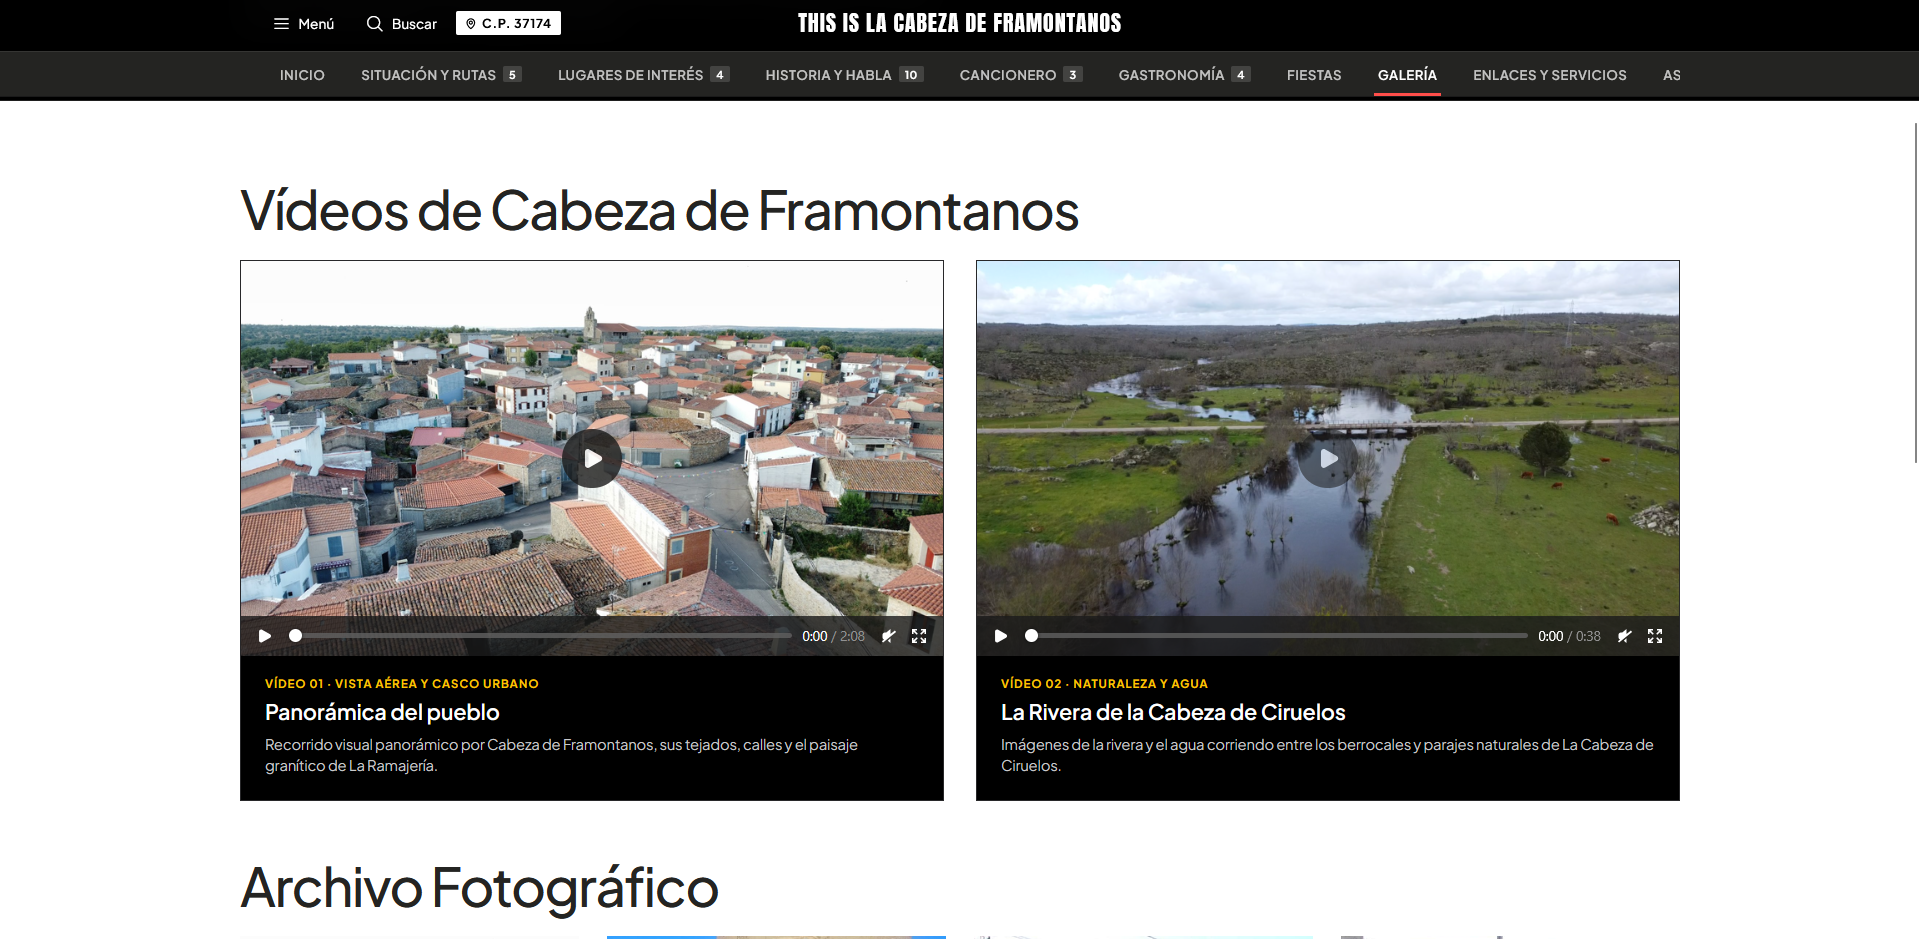 Menú
Buscar
C.P. 37174
THIS IS LA CABEZA DE FRAMONTANOS
INICIO
SITUACIÓN Y RUTAS 5
LUGARES DE INTERÉS 4
HISTORIA Y HABLA 10
CANCIONERO 3
GASTRONOMÍA 4
FIESTAS
GALERÍA
ENLACES Y SERVICIOS
AS
Vídeos de Cabeza de Framontanos
0:00 / 2:08
VÍDEO 01 · VISTA AÉREA Y CASCO URBANO
Panorámica del pueblo
Recorrido visual panorámico por Cabeza de Framontanos, sus tejados, calles y el paisaje
granítico de La Ramajería.
0:00 / 0:38
VÍDEO 02 · NATURALEZA Y AGUA
La Rivera de la Cabeza de Ciruelos
Imágenes de la rivera y el agua corriendo entre los berrocales y parajes naturales de La Cabeza de
Ciruelos.
Archivo Fotográfico